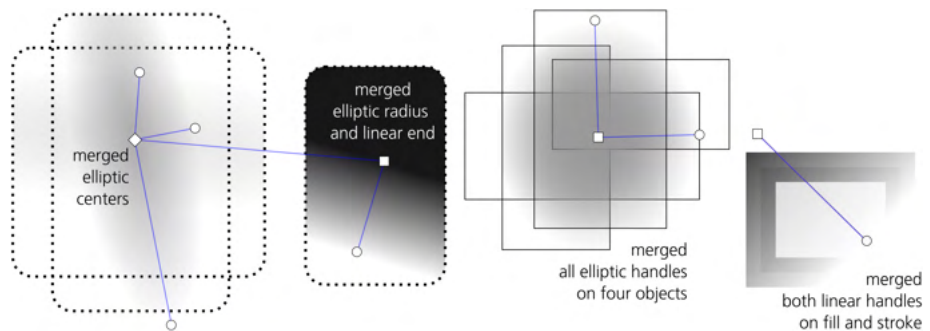 merged
elliptic
centers
merged
elliptic radius
and linear end
merged
all elliptic handles
on four objects
merged
both linear handles
on fill and stroke